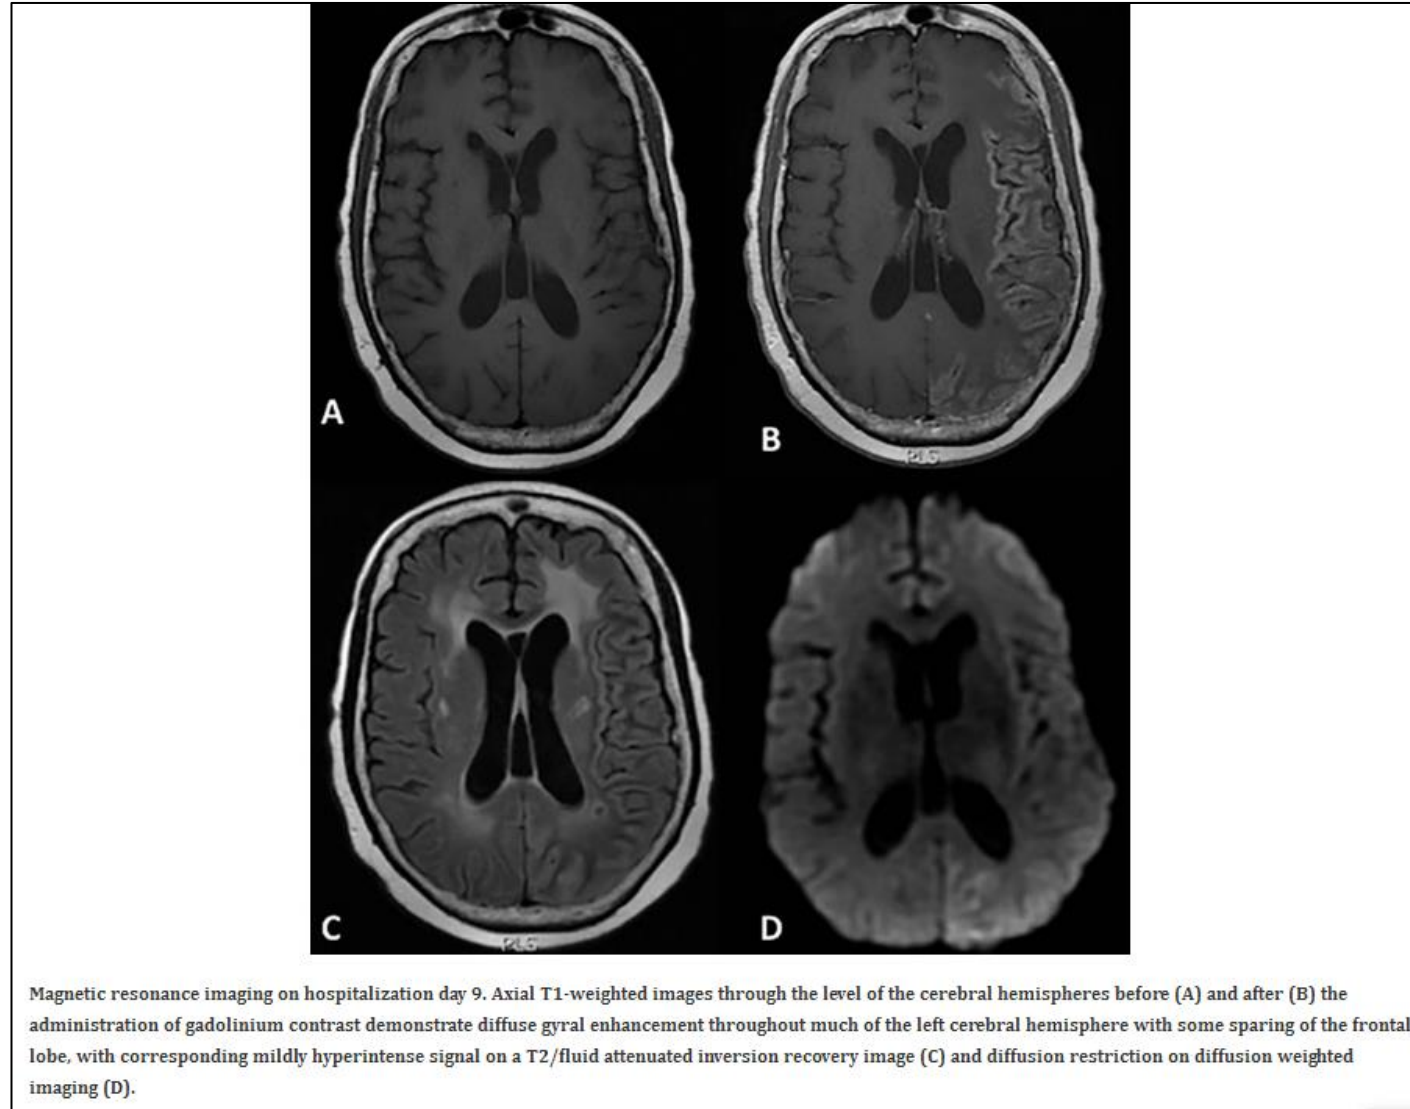 A
B
PLS
C
PLS
D
Magnetic resonance imaging on hospitalization day 9. Axial T1-weighted images through the level of the cerebral hemispheres before (A) and after (B) the
administration of gadolinium contrast demonstrate diffuse gyral enhancement throughout much of the left cerebral hemisphere with some sparing of the frontal
lobe, with corresponding mildly hyperintense signal on a T2/fluid attenuated inversion recovery image (C) and diffusion restriction on diffusion weighted
imaging (D).